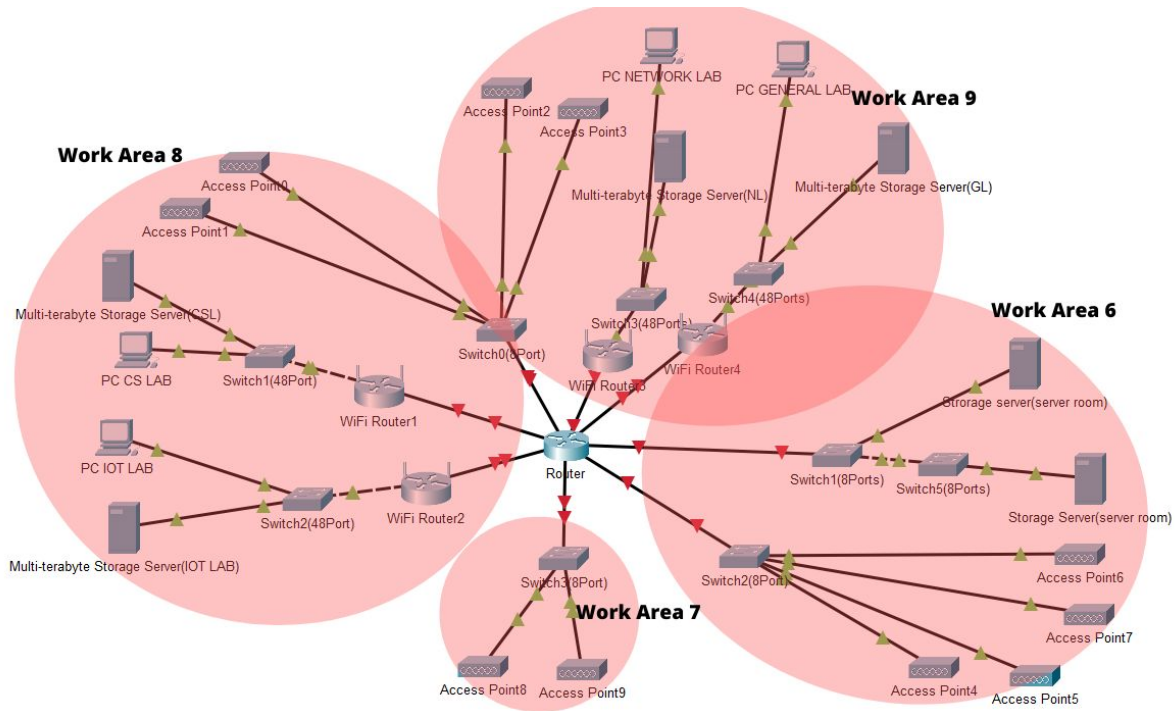 PC NETWORK LAB
PC GENERAL LAB
Work Area 9
Access Point2
Access Point3
Work Area 8
Access Point0
Access Point1
Multi-terabyte Storage Server(NL)
Multi-terabyte Storage Server(GL)
Multi-terabyte Storage Server(CSL)
Switch4(48Ports)
Switch3(48Ports)
Work Area 6
Switch0(8Port)
WiFi Router3
WiFi Router4
PC CS LAB
Switch1(48Port)
WiFi Router1
Strorage server(server room)
PC IOT LAB
Router
Switch1(8Ports)
Switch5(8Ports)
Switch2(48Port)
WiFi Router2
Storage Server(server room)
Multi-terabyte Storage Server(IOT LAB)
Switch3(8Port)
Switch2(8Port)
Access Point6
Work Area 7
Access Point7
Access Point8
Access Point9
Access Point4
Access Point5